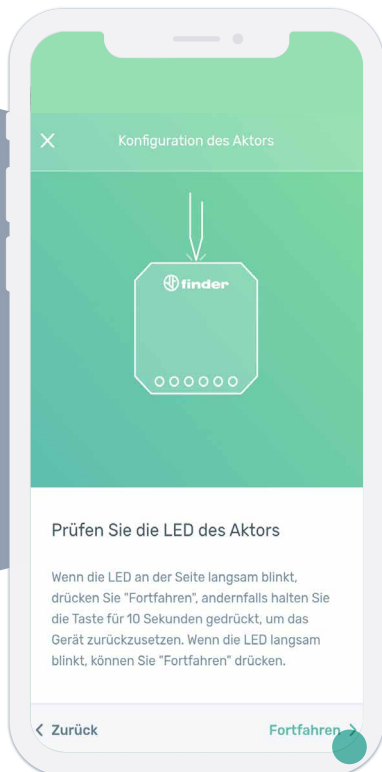 Konfiguration des Aktors
finder
Prüfen Sie die LED des Aktors
Wenn die LED an der Seite langsam blinkt,
drücken Sie "Fortfahren", andernfalls halten Sie
die Taste für 10 Sekunden gedrückt, um das
Gerät zurückzusetzen. Wenn die LED langsam
blinkt, können Sie "Fortfahren" drücken.
Zurück Fortfahren